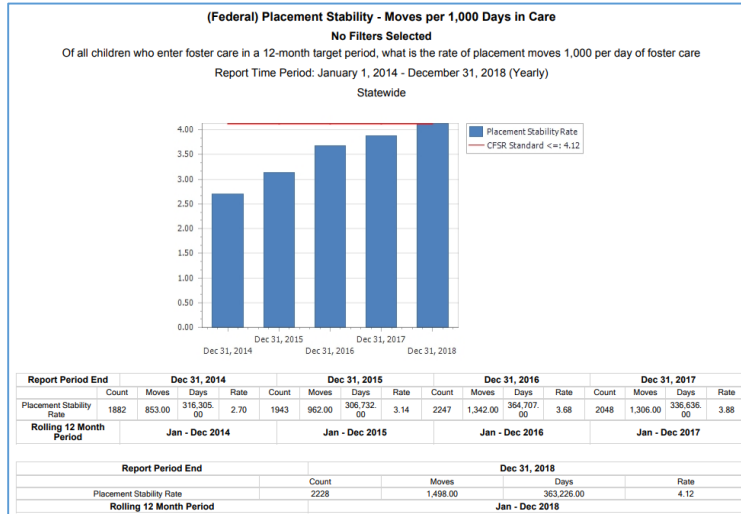 (Federal) Placement Stability - Moves per 1,000 Days in Care
No Filters Selected
Of all children who enter foster care in a 12-month target period, what is the rate of placement moves 1,000 per day of foster care
Report Time Period: January 1, 2014 - December 31, 2018 (Yearly)
Statewide
4.00
3.50
3.00
2.50
2.00
1.50
1.00
0.50
0.00
Dec 31, 2015 Dec 31, 2017
Dec 31, 2014 Dec 31, 2016 Dec 31, 2018
Placement Stability Rate
CFSR Standard <=: 4.12
Report Period End Dec 31, 2014 Dec 31, 2015 Dec 31, 2016 Dec 31, 2017
Count Moves Days Rate Count Moves Days Rate Count Moves Days Rate Count Moves Days Rate
Placement Stability Rate 1882 853.00 316,305.00 2.70 1943 962.00 306,732.00 3.14 2247 1,342.00 364,707.00 3.68 2048 1,306.00 336,636.00 3.88
Rolling 12 Month Period Jan - Dec 2014 Jan - Dec 2015 Jan - Dec 2016 Jan - Dec 2017
Report Period End Dec 31, 2018
Count Moves Days Rate
Placement Stability Rate 2228 1,498.00 363,226.00 4.12
Rolling 12 Month Period Jan - Dec 2018